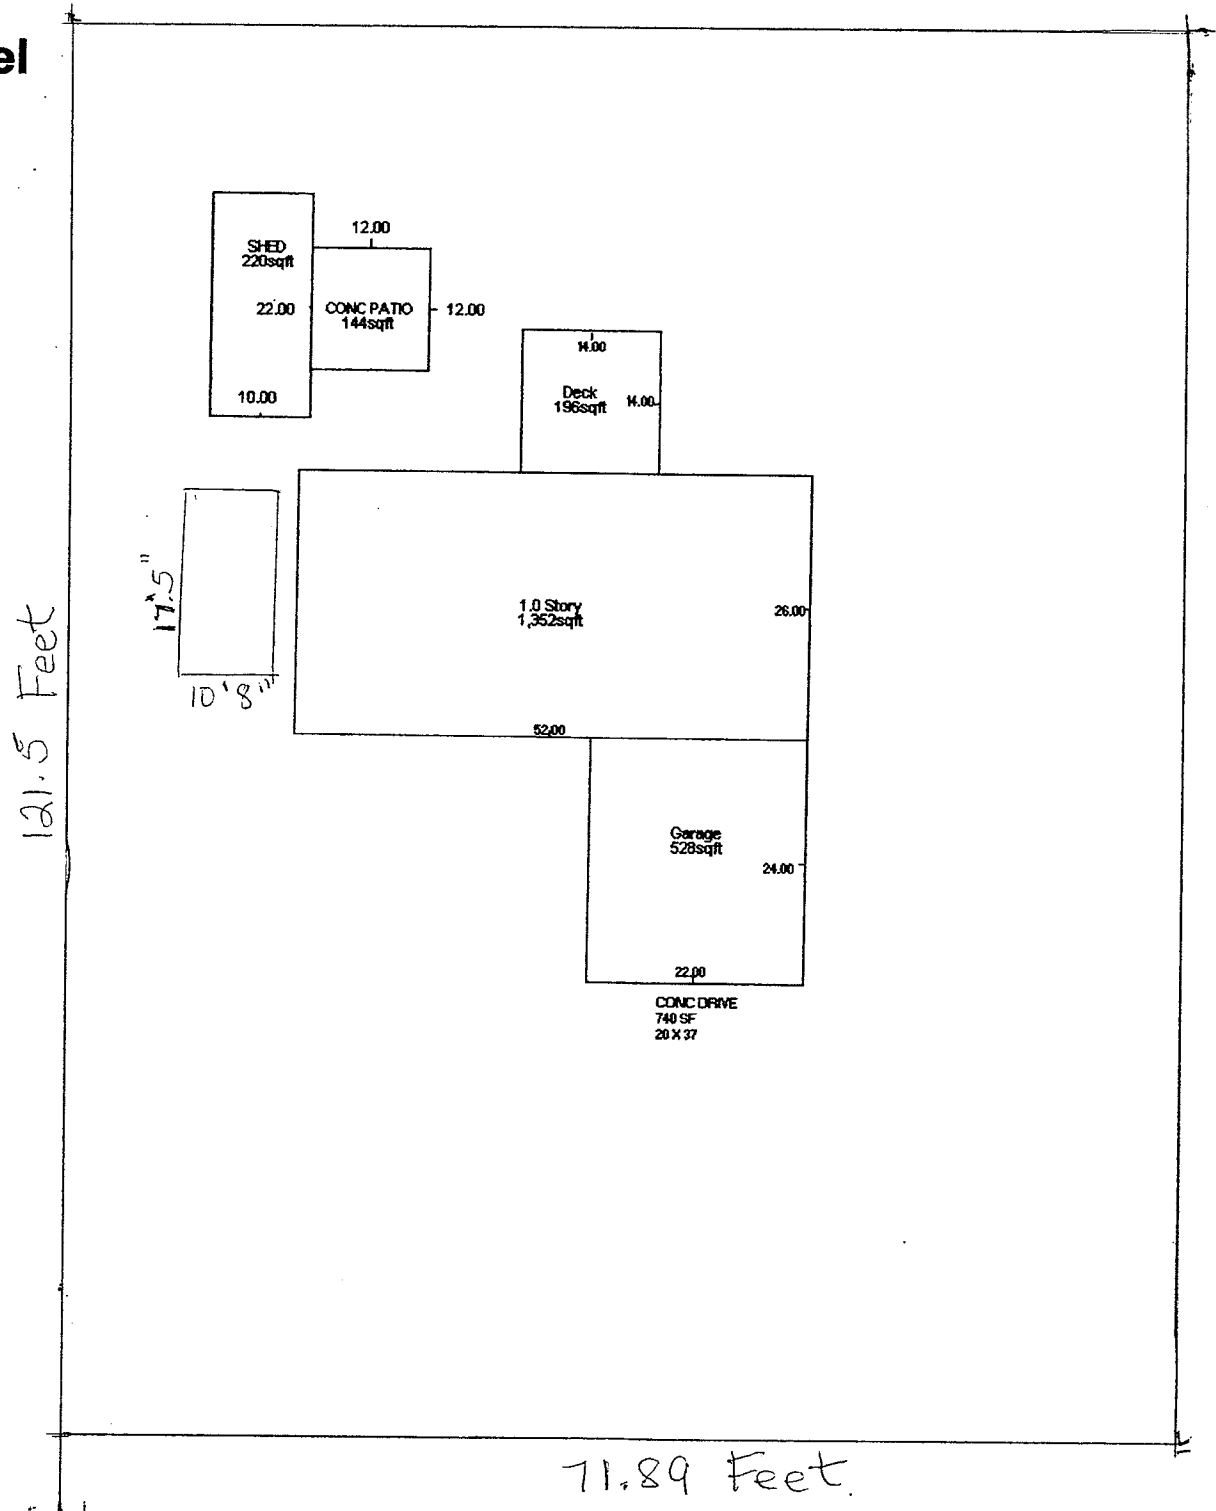 el
12.00
SHED
220sqft
22.00
CONC PATIO
144sqft
12.00
10.00
14.00
Deck
196sqft
14.00
17'.5"
10'8"
1.0 Story
1,352sqft
26.00
52.00
121.5 Feet
Garage
528sqft
24.00
22.00
CONC DRIVE
740 SF
20 X 37
71.89 Feet.